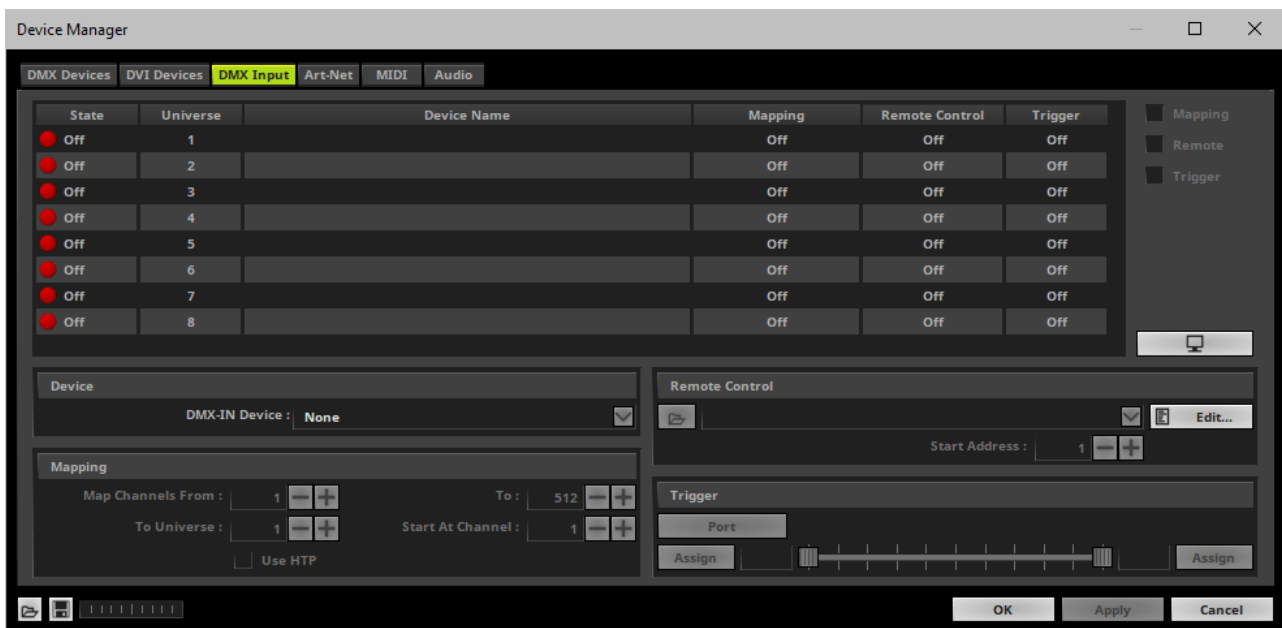 Device Manager
DMX Devices DVI Devices DMX Input Art-Net MIDI Audio
State Universe Device Name Mapping Remote Control Trigger
Off 1 Off Off Off
Off 2 Off Off Off
Off 3 Off Off Off
Off 4 Off Off Off
Off 5 Off Off Off
Off 6 Off Off Off
Off 7 Off Off Off
Off 8 Off Off Off
Mapping
Remote
Trigger
Device
DMX-IN Device : None
Mapping
Map Channels From : 1 To : 512
To Universe : 1 Start At Channel : 1
Use HTP
Remote Control
Edit...
Start Address : 1
Trigger
Port
Assign Assign
OK Apply Cancel